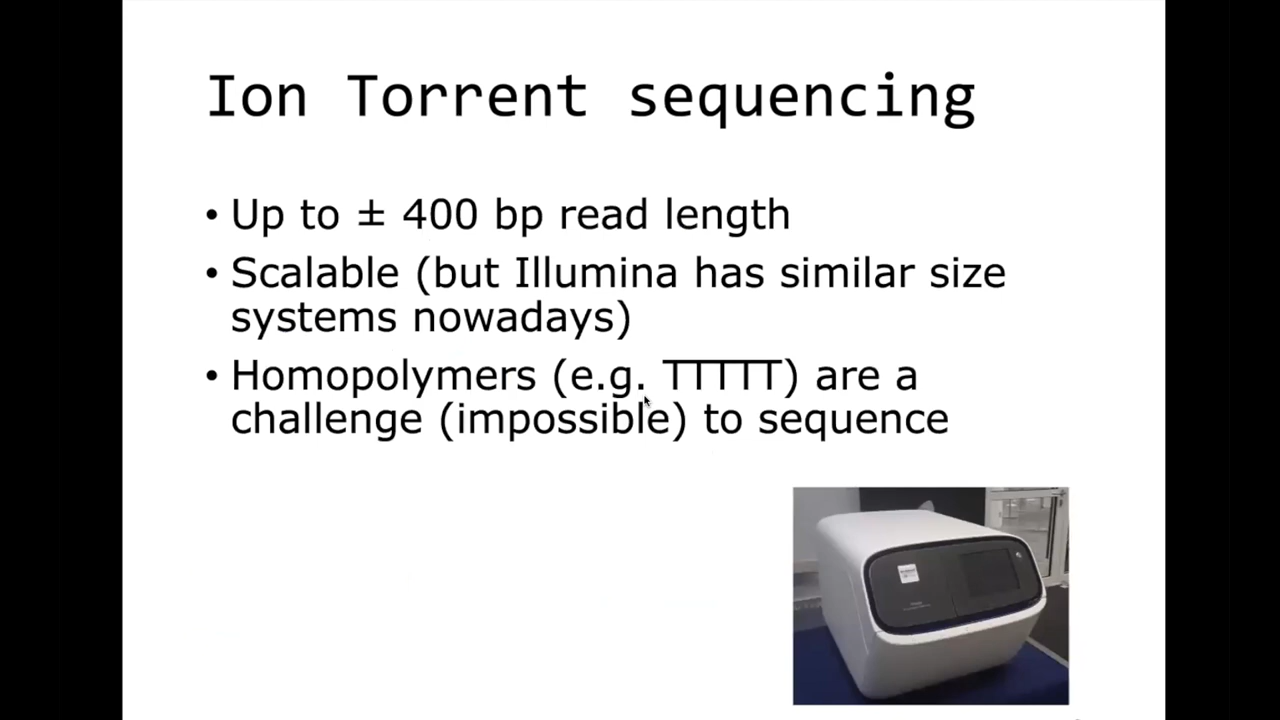 Ion Torrent sequencing
• Up to ± 400 bp read length
• Scalable (but Illumina has similar size
systems nowadays)
• Homopolymers (e.g. TTTTT) are a
challenge (impossible) to sequence